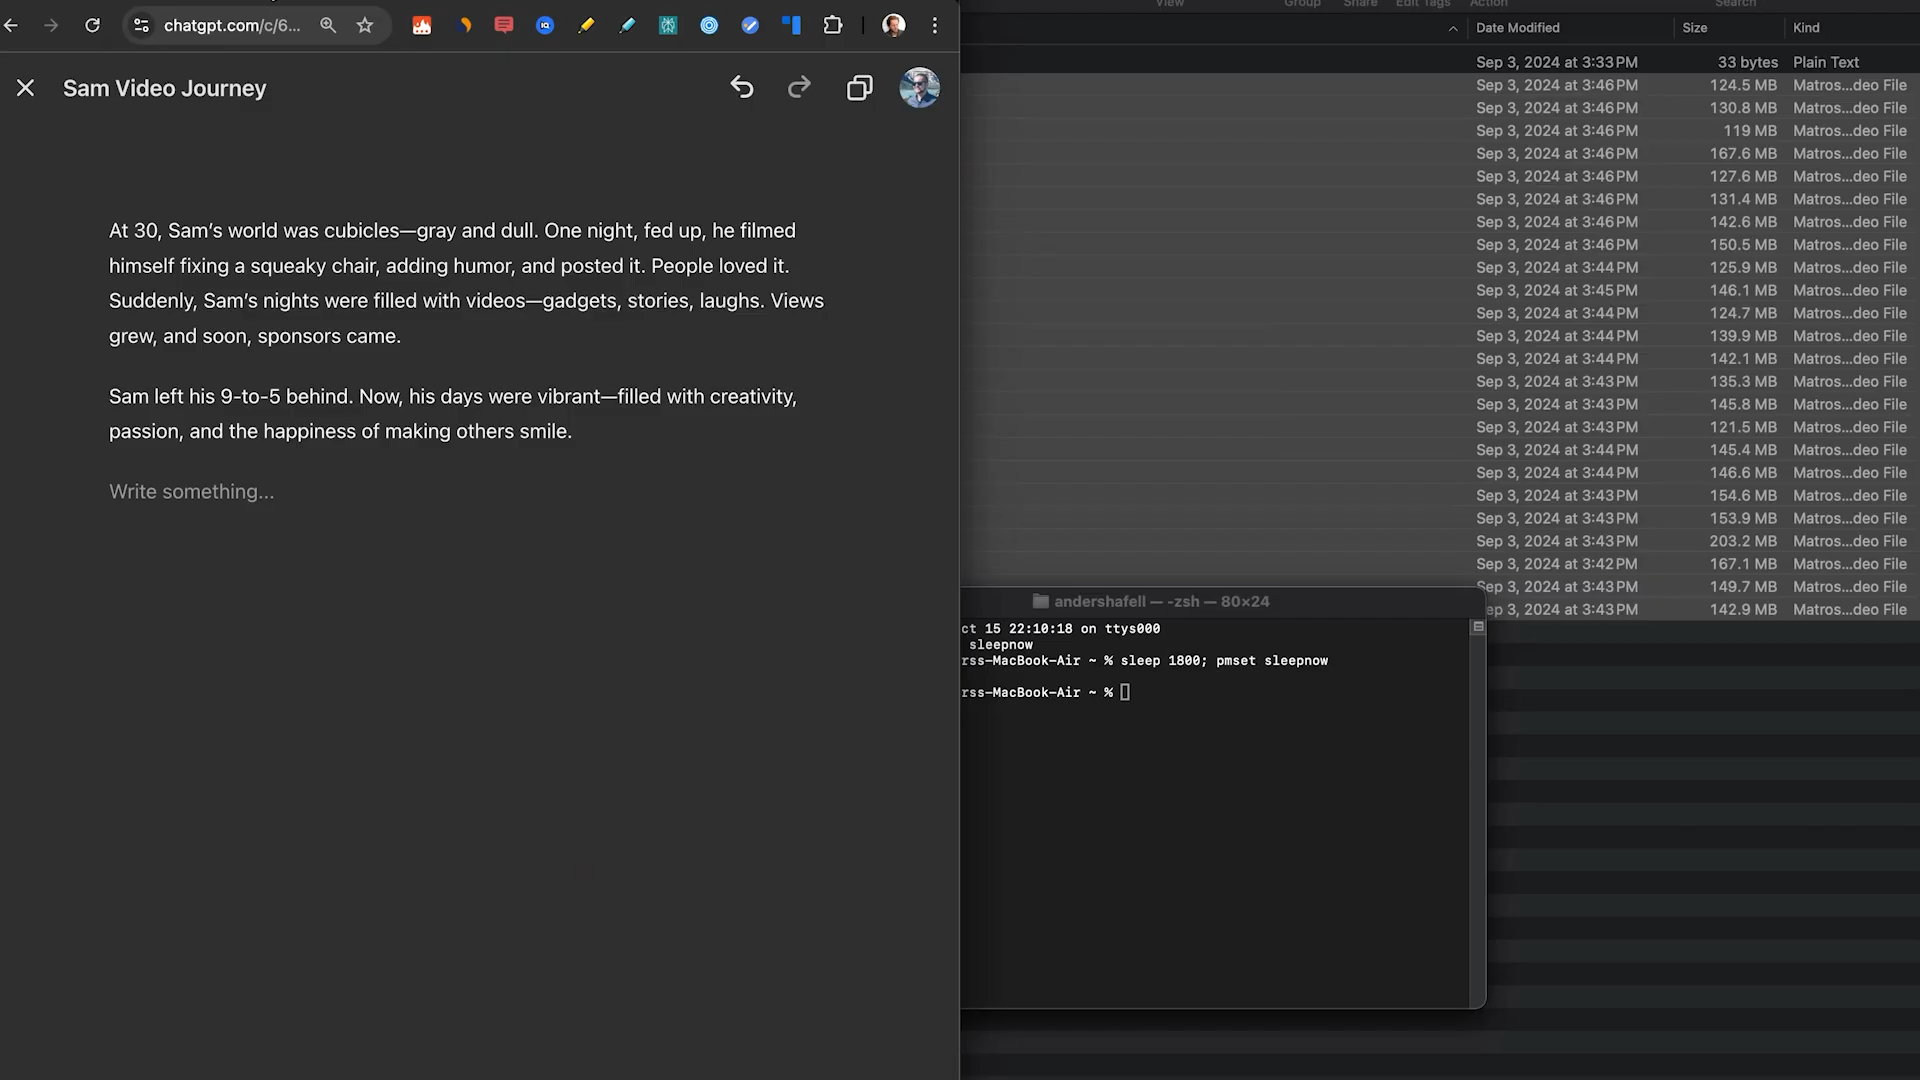 chatgpt.com/c/6...
Sam Video Journey
At 30, Sam’s world was cubicles—gray and dull. One night, fed up, he filmed
himself fixing a squeaky chair, adding humor, and posted it. People loved it.
Suddenly, Sam’s nights were filled with videos—gadgets, stories, laughs. Views
grew, and soon, sponsors came.
Sam left his 9-to-5 behind. Now, his days were vibrant—filled with creativity,
passion, and the happiness of making others smile.
Write something...
View Group Share Edit Tags Action Search
Date Modified Size Kind
Sep 3, 2024 at 3:33 PM 33 bytes Plain Text
Sep 3, 2024 at 3:46 PM 124.5 MB Matros...deo File
Sep 3, 2024 at 3:46 PM 130.8 MB Matros...deo File
Sep 3, 2024 at 3:46 PM 119 MB Matros...deo File
Sep 3, 2024 at 3:46 PM 167.6 MB Matros...deo File
Sep 3, 2024 at 3:46 PM 127.6 MB Matros...deo File
Sep 3, 2024 at 3:46 PM 131.4 MB Matros...deo File
Sep 3, 2024 at 3:46 PM 142.6 MB Matros...deo File
Sep 3, 2024 at 3:46 PM 150.5 MB Matros...deo File
Sep 3, 2024 at 3:44 PM 125.9 MB Matros...deo File
Sep 3, 2024 at 3:45 PM 146.1 MB Matros...deo File
Sep 3, 2024 at 3:44 PM 124.7 MB Matros...deo File
Sep 3, 2024 at 3:44 PM 139.9 MB Matros...deo File
Sep 3, 2024 at 3:44 PM 142.1 MB Matros...deo File
Sep 3, 2024 at 3:43 PM 135.3 MB Matros...deo File
Sep 3, 2024 at 3:43 PM 145.8 MB Matros...deo File
Sep 3, 2024 at 3:43 PM 121.5 MB Matros...deo File
Sep 3, 2024 at 3:44 PM 145.4 MB Matros...deo File
Sep 3, 2024 at 3:44 PM 146.6 MB Matros...deo File
Sep 3, 2024 at 3:43 PM 154.6 MB Matros...deo File
Sep 3, 2024 at 3:43 PM 153.9 MB Matros...deo File
Sep 3, 2024 at 3:43 PM 203.2 MB Matros...deo File
Sep 3, 2024 at 3:42 PM 167.1 MB Matros...deo File
ep 3, 2024 at 3:43 PM 149.7 MB Matros...deo File
ep 3, 2024 at 3:43 PM 142.9 MB Matros...deo File
andershafell — -zsh — 80×24
ct 15 22:10:18 on ttys000
sleepnow
rss-MacBook-Air ~ % sleep 1800; pmset sleepnow
rss-MacBook-Air ~ %